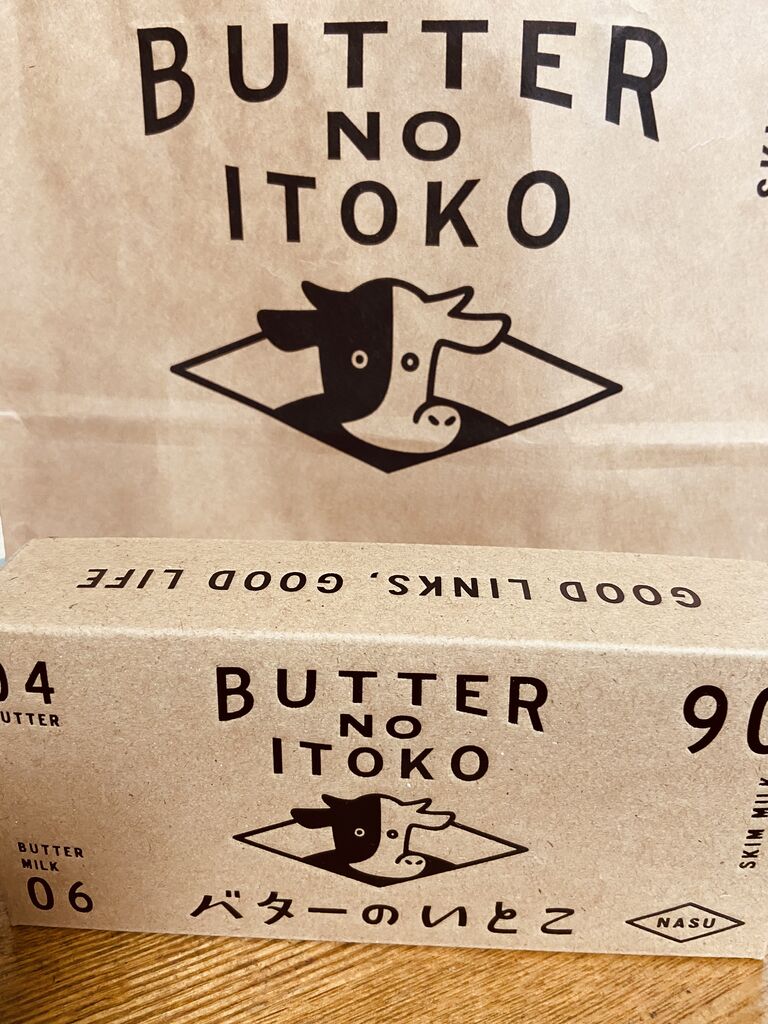 BUTTER
NO
ITOKO
GOOD LINKS, GOOD LIFE
04
BUTTER
BUTTER
NO
ITOKO
90
SKIM MILK
BUTTER
MILK
06
バターのいとこ
NASU